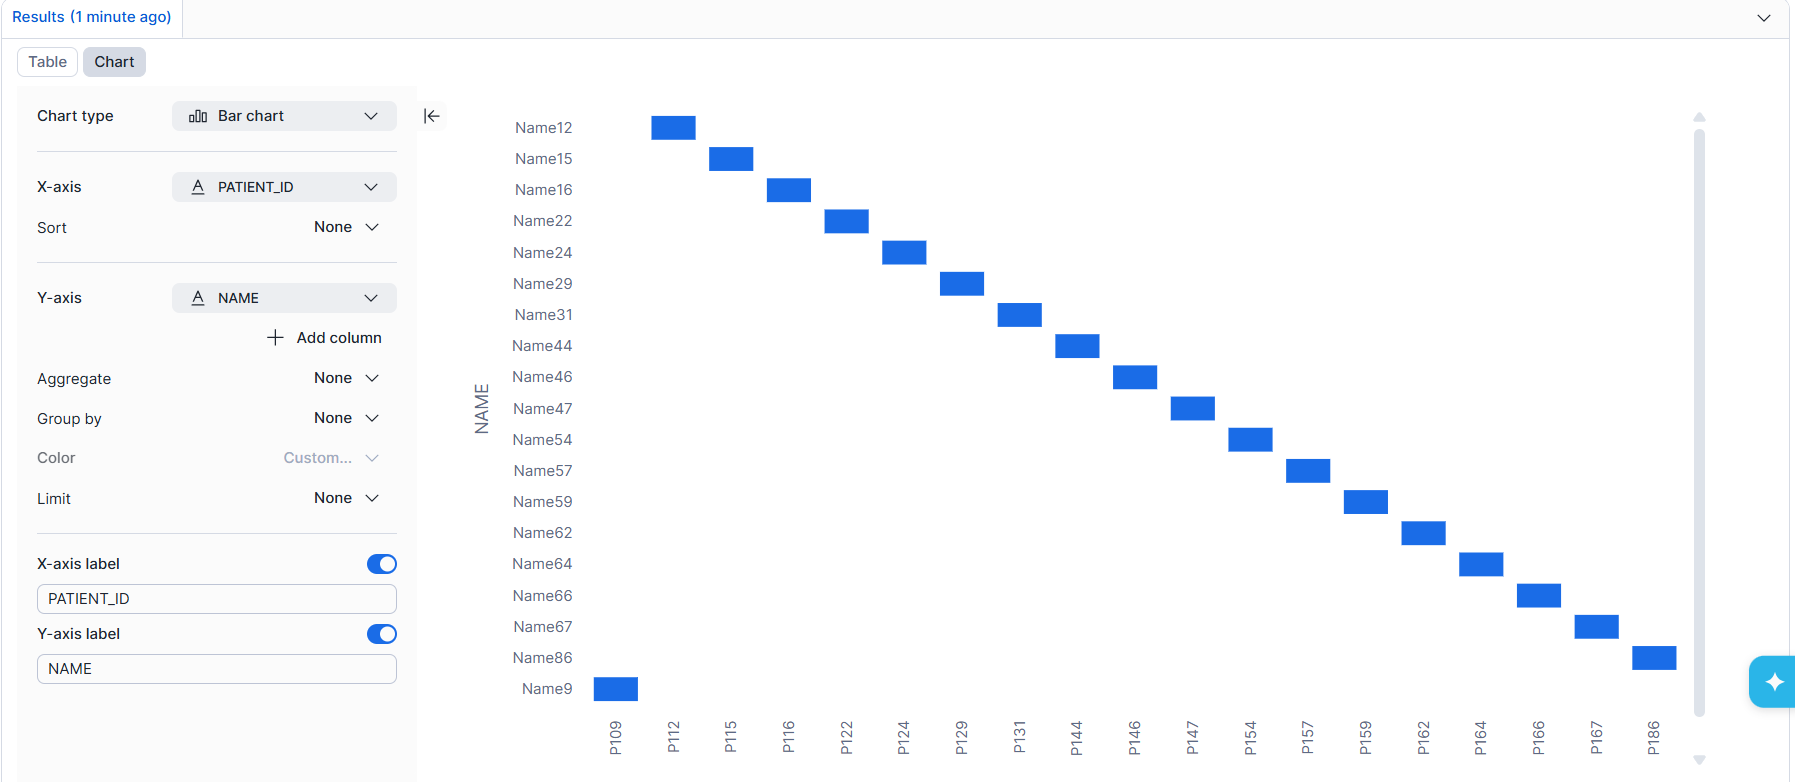 Results (1 minute ago)
Table
Chart
Chart type
Bar chart
X-axis
PATIENT_ID
Sort
None
Y-axis
NAME
Add column
Aggregate
None
Group by
None
Color
Custom...
Limit
None
X-axis label
PATIENT_ID
Y-axis label
NAME
NAME
Name12
Name15
Name16
Name22
Name24
Name29
Name31
Name44
Name46
Name47
Name54
Name57
Name59
Name62
Name64
Name66
Name67
Name86
Name9
P109
P112
P115
P116
P122
P124
P129
P131
P144
P146
P147
P154
P157
P159
P162
P164
P166
P167
P186